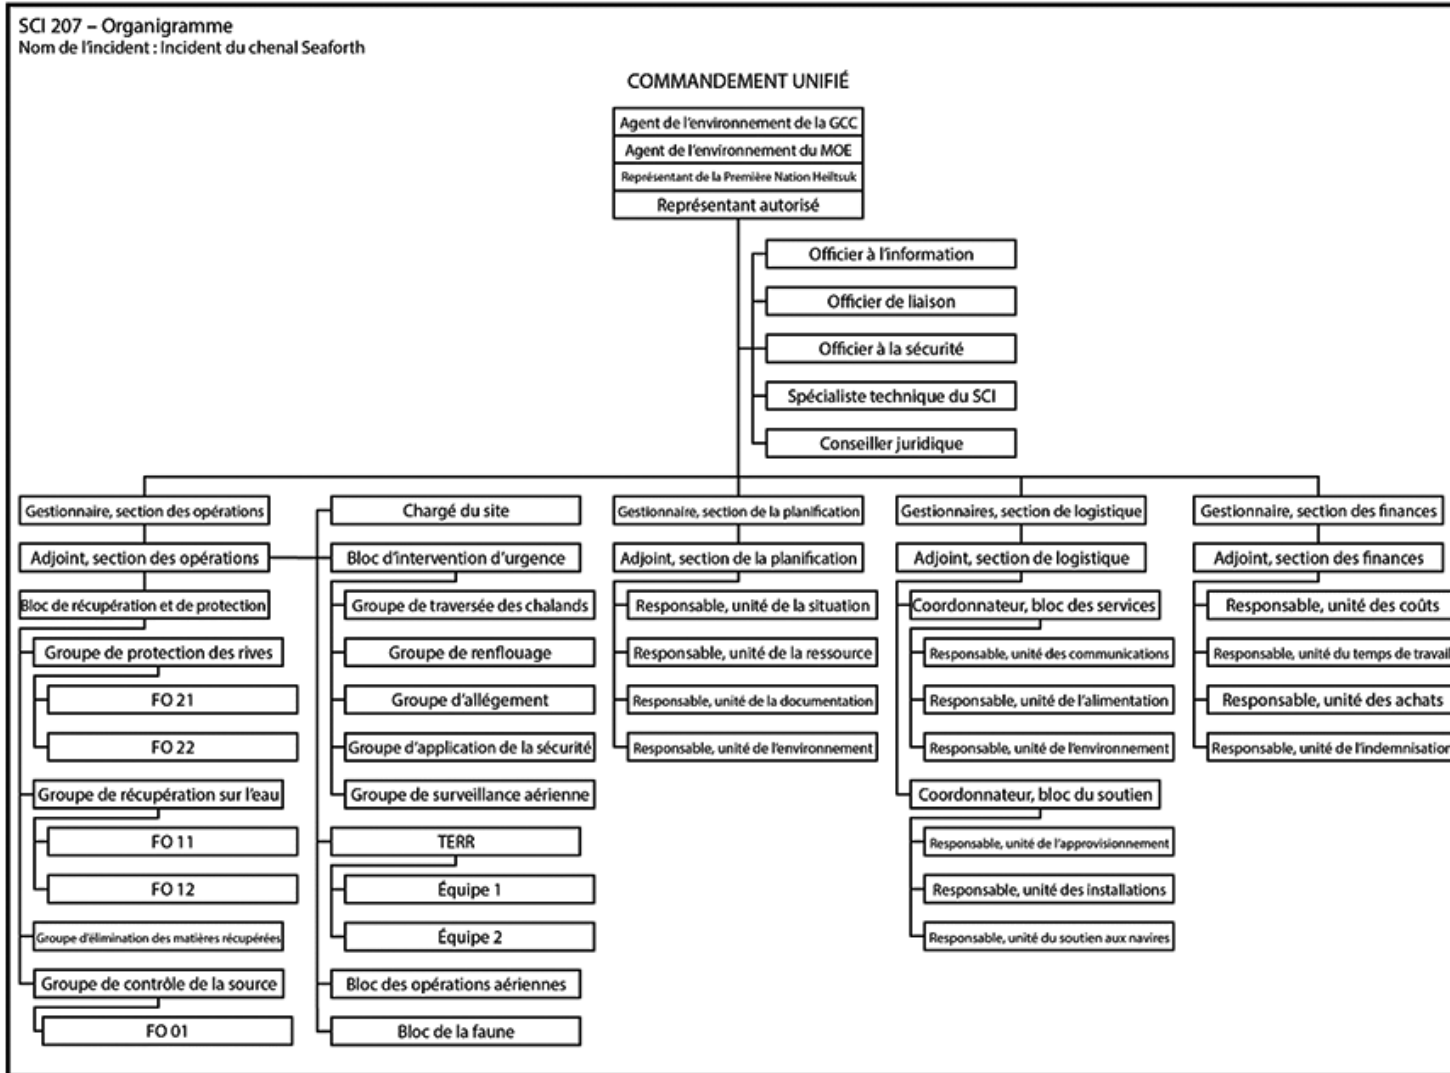 SCI 207 – Organigramme
Nom de l'incident : Incident du chenal Seaforth
COMMANDEMENT UNIFIÉ
Agent de l'environnement de la GCC
Agent de l'environnement du MOE
Représentant de la Première Nation Heiltsuk
Représentant autorisé
Officier à l'information
Officier de liaison
Officier à la sécurité
Spécialiste technique du SCI
Conseiller juridique
Gestionnaire, section des opérations
Adjoint, section des opérations
Bloc de récupération et de protection
Groupe de protection des rives
FO 21
FO 22
Groupe de récupération sur l'eau
FO 11
FO 12
Groupe d'élimination des matières récupérées
Groupe de contrôle de la source
FO 01
Chargé du site
Bloc d'intervention d'urgence
Groupe de traversée des chalands
Groupe de renflouage
Groupe d'allégement
Groupe d'application de la sécurité
Groupe de surveillance aérienne
TERR
Équipe 1
Équipe 2
Bloc des opérations aériennes
Bloc de la faune
Gestionnaire, section de la planification
Adjoint, section de la planification
Responsable, unité de la situation
Responsable, unité de la ressource
Responsable, unité de la documentation
Responsable, unité de l'environnement
Gestionnaires, section de logistique
Adjoint, section de logistique
Coordonnateur, bloc des services
Responsable, unité des communications
Responsable, unité de l'alimentation
Responsable, unité de l'environnement
Coordonnateur, bloc du soutien
Responsable, unité de l'approvisionnement
Responsable, unité des installations
Responsable, unité du soutien aux navires
Gestionnaire, section des finances
Adjoint, section des finances
Responsable, unité des coûts
Responsable, unité du temps de travail
Responsable, unité des achats
Responsable, unité de l'indemnisation